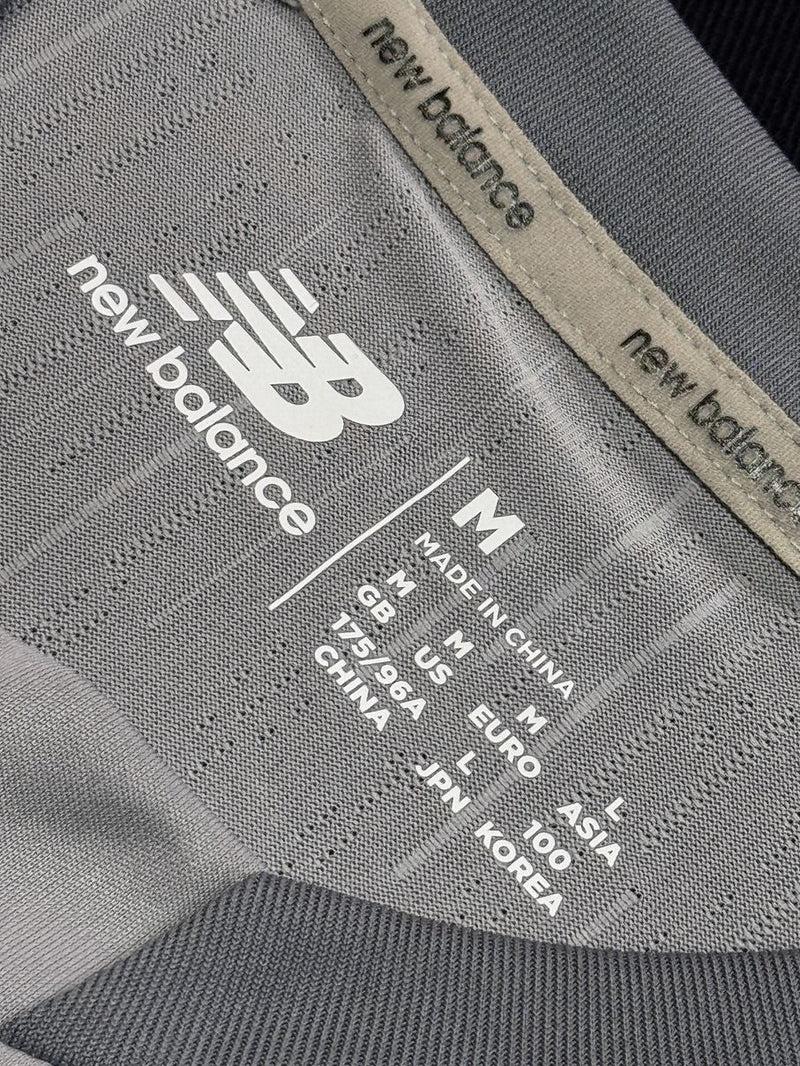 new balance
new balance
NB
new balance
M
MADE IN CHINA
M M M L
GB US EURO ASIA
175/96A L 100
CHINA JPN KOREA